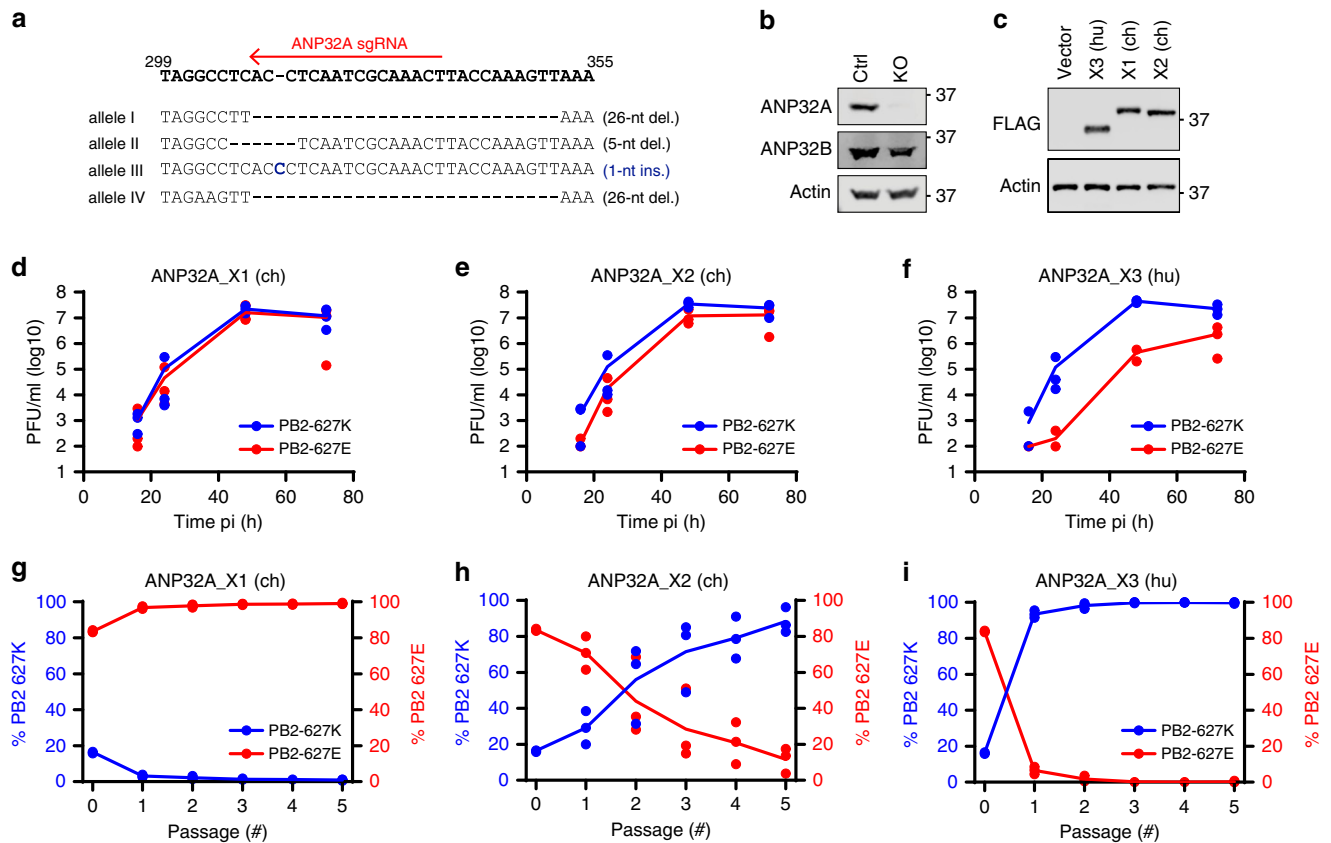 a
ANP32A sgRNA
299
355
TAGGCCTCAC–CTCAATCGCAAACTTACCAAAGTTAAA
allele I TAGGCCTT----------------------------AAA (26-nt del.)
allele II TAGGCC------TCAATCGCAAACTTACCAAAGTTAAA (5-nt del.)
allele III TAGGCCTCACCCTCAATCGCAAACTTACCAAAGTTAAA (1-nt ins.)
allele IV TAGAAGTT----------------------------AAA (26-nt del.)
b
Ctrl KO
ANP32A 37
ANP32B 37
Actin 37
c
Vector X3 (hu) X1 (ch) X2 (ch)
FLAG 37
Actin 37
d
ANP32A_X1 (ch)
PFU/ml (log10)
8
7
6
5
4
3
2
1
PB2-627K
PB2-627E
0 20 40 60 80
Time pi (h)
e
ANP32A_X2 (ch)
PFU/ml (log10)
8
7
6
5
4
3
2
1
PB2-627K
PB2-627E
0 20 40 60 80
Time pi (h)
f
ANP32A_X3 (hu)
PFU/ml (log10)
8
7
6
5
4
3
2
1
PB2-627K
PB2-627E
0 20 40 60 80
Time pi (h)
g
ANP32A_X1 (ch)
% PB2 627K
100
80
60
40
20
0
PB2-627K
PB2-627E
100
80
60
40
20
0
% PB2 627E
0 1 2 3 4 5
Passage (#)
h
ANP32A_X2 (ch)
% PB2 627K
100
80
60
40
20
0
100
80
60
40
20
0
% PB2 627E
0 1 2 3 4 5
Passage (#)
i
ANP32A_X3 (hu)
% PB2 627K
100
80
60
40
20
0
PB2-627K
PB2-627E
100
80
60
40
20
0
% PB2 627E
0 1 2 3 4 5
Passage (#)